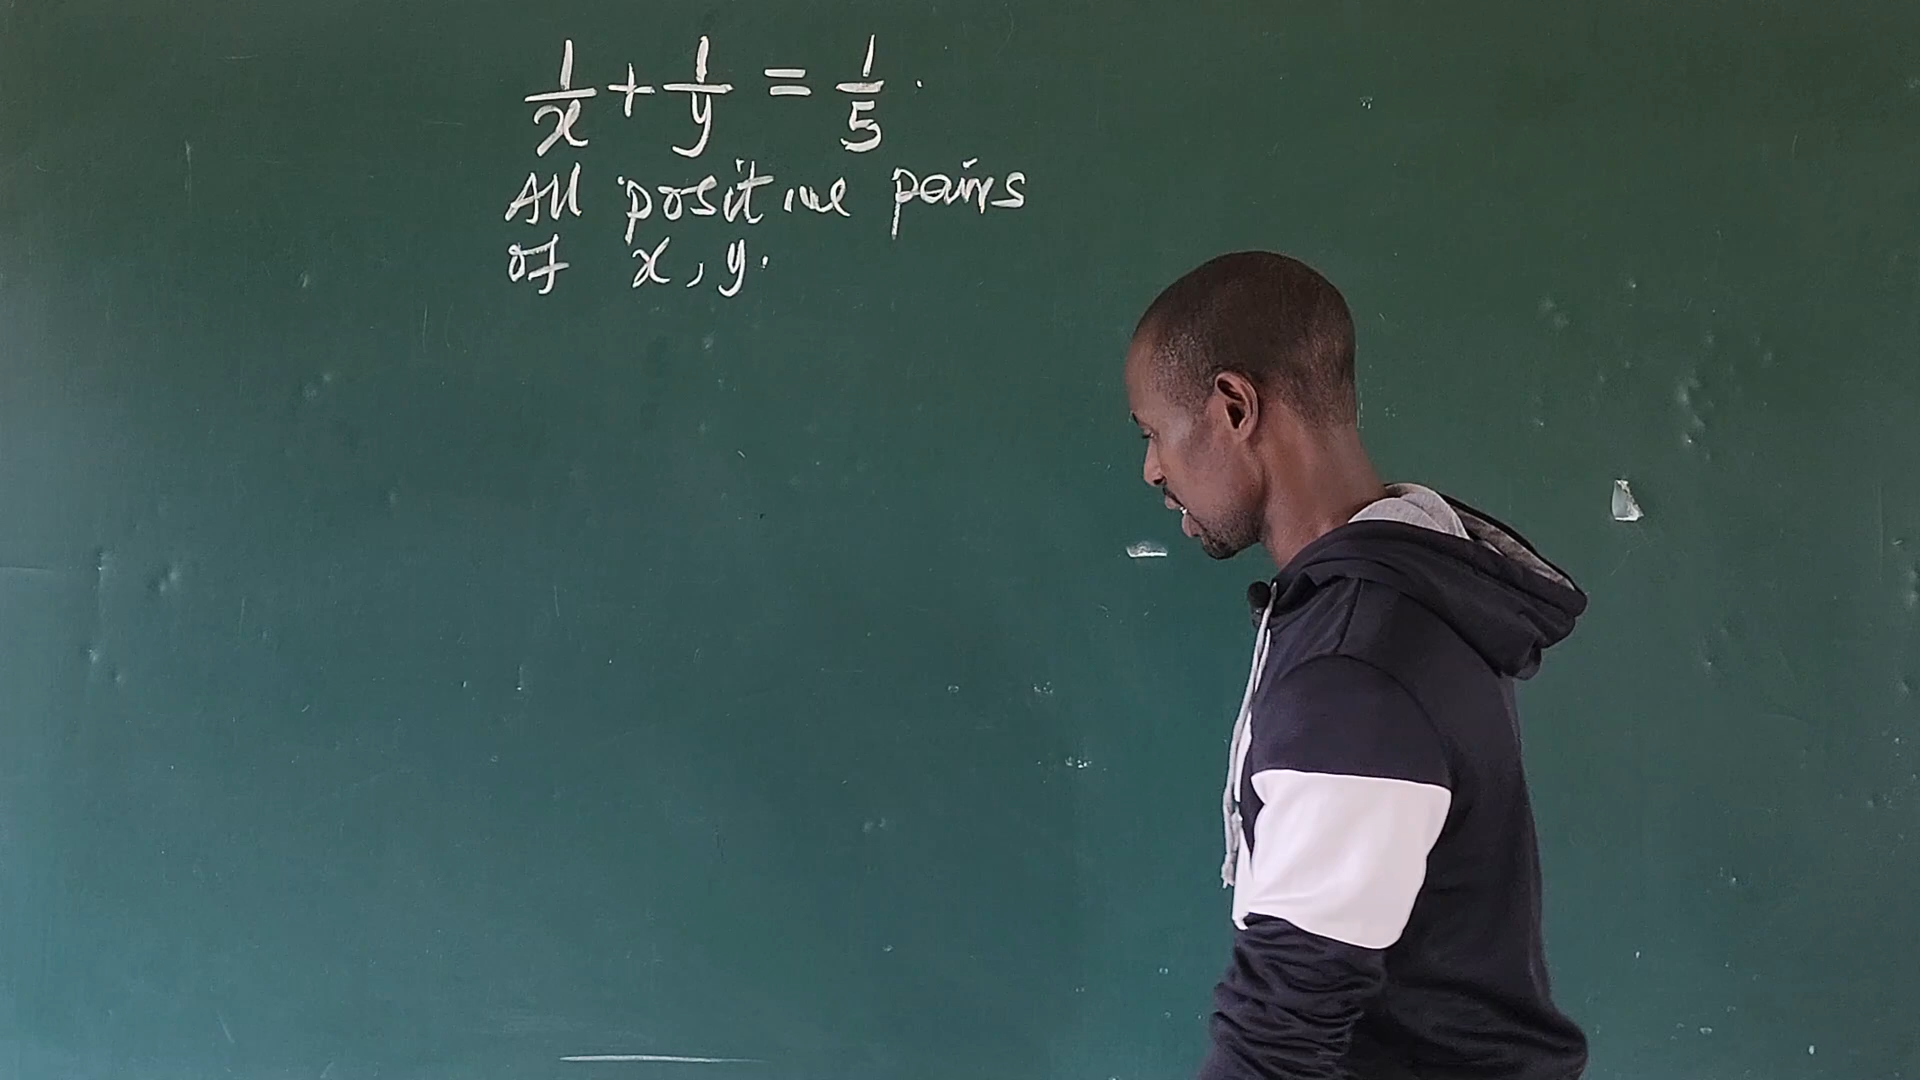 1/x + 1/y = 1/5.
All positive pairs
of x, y.